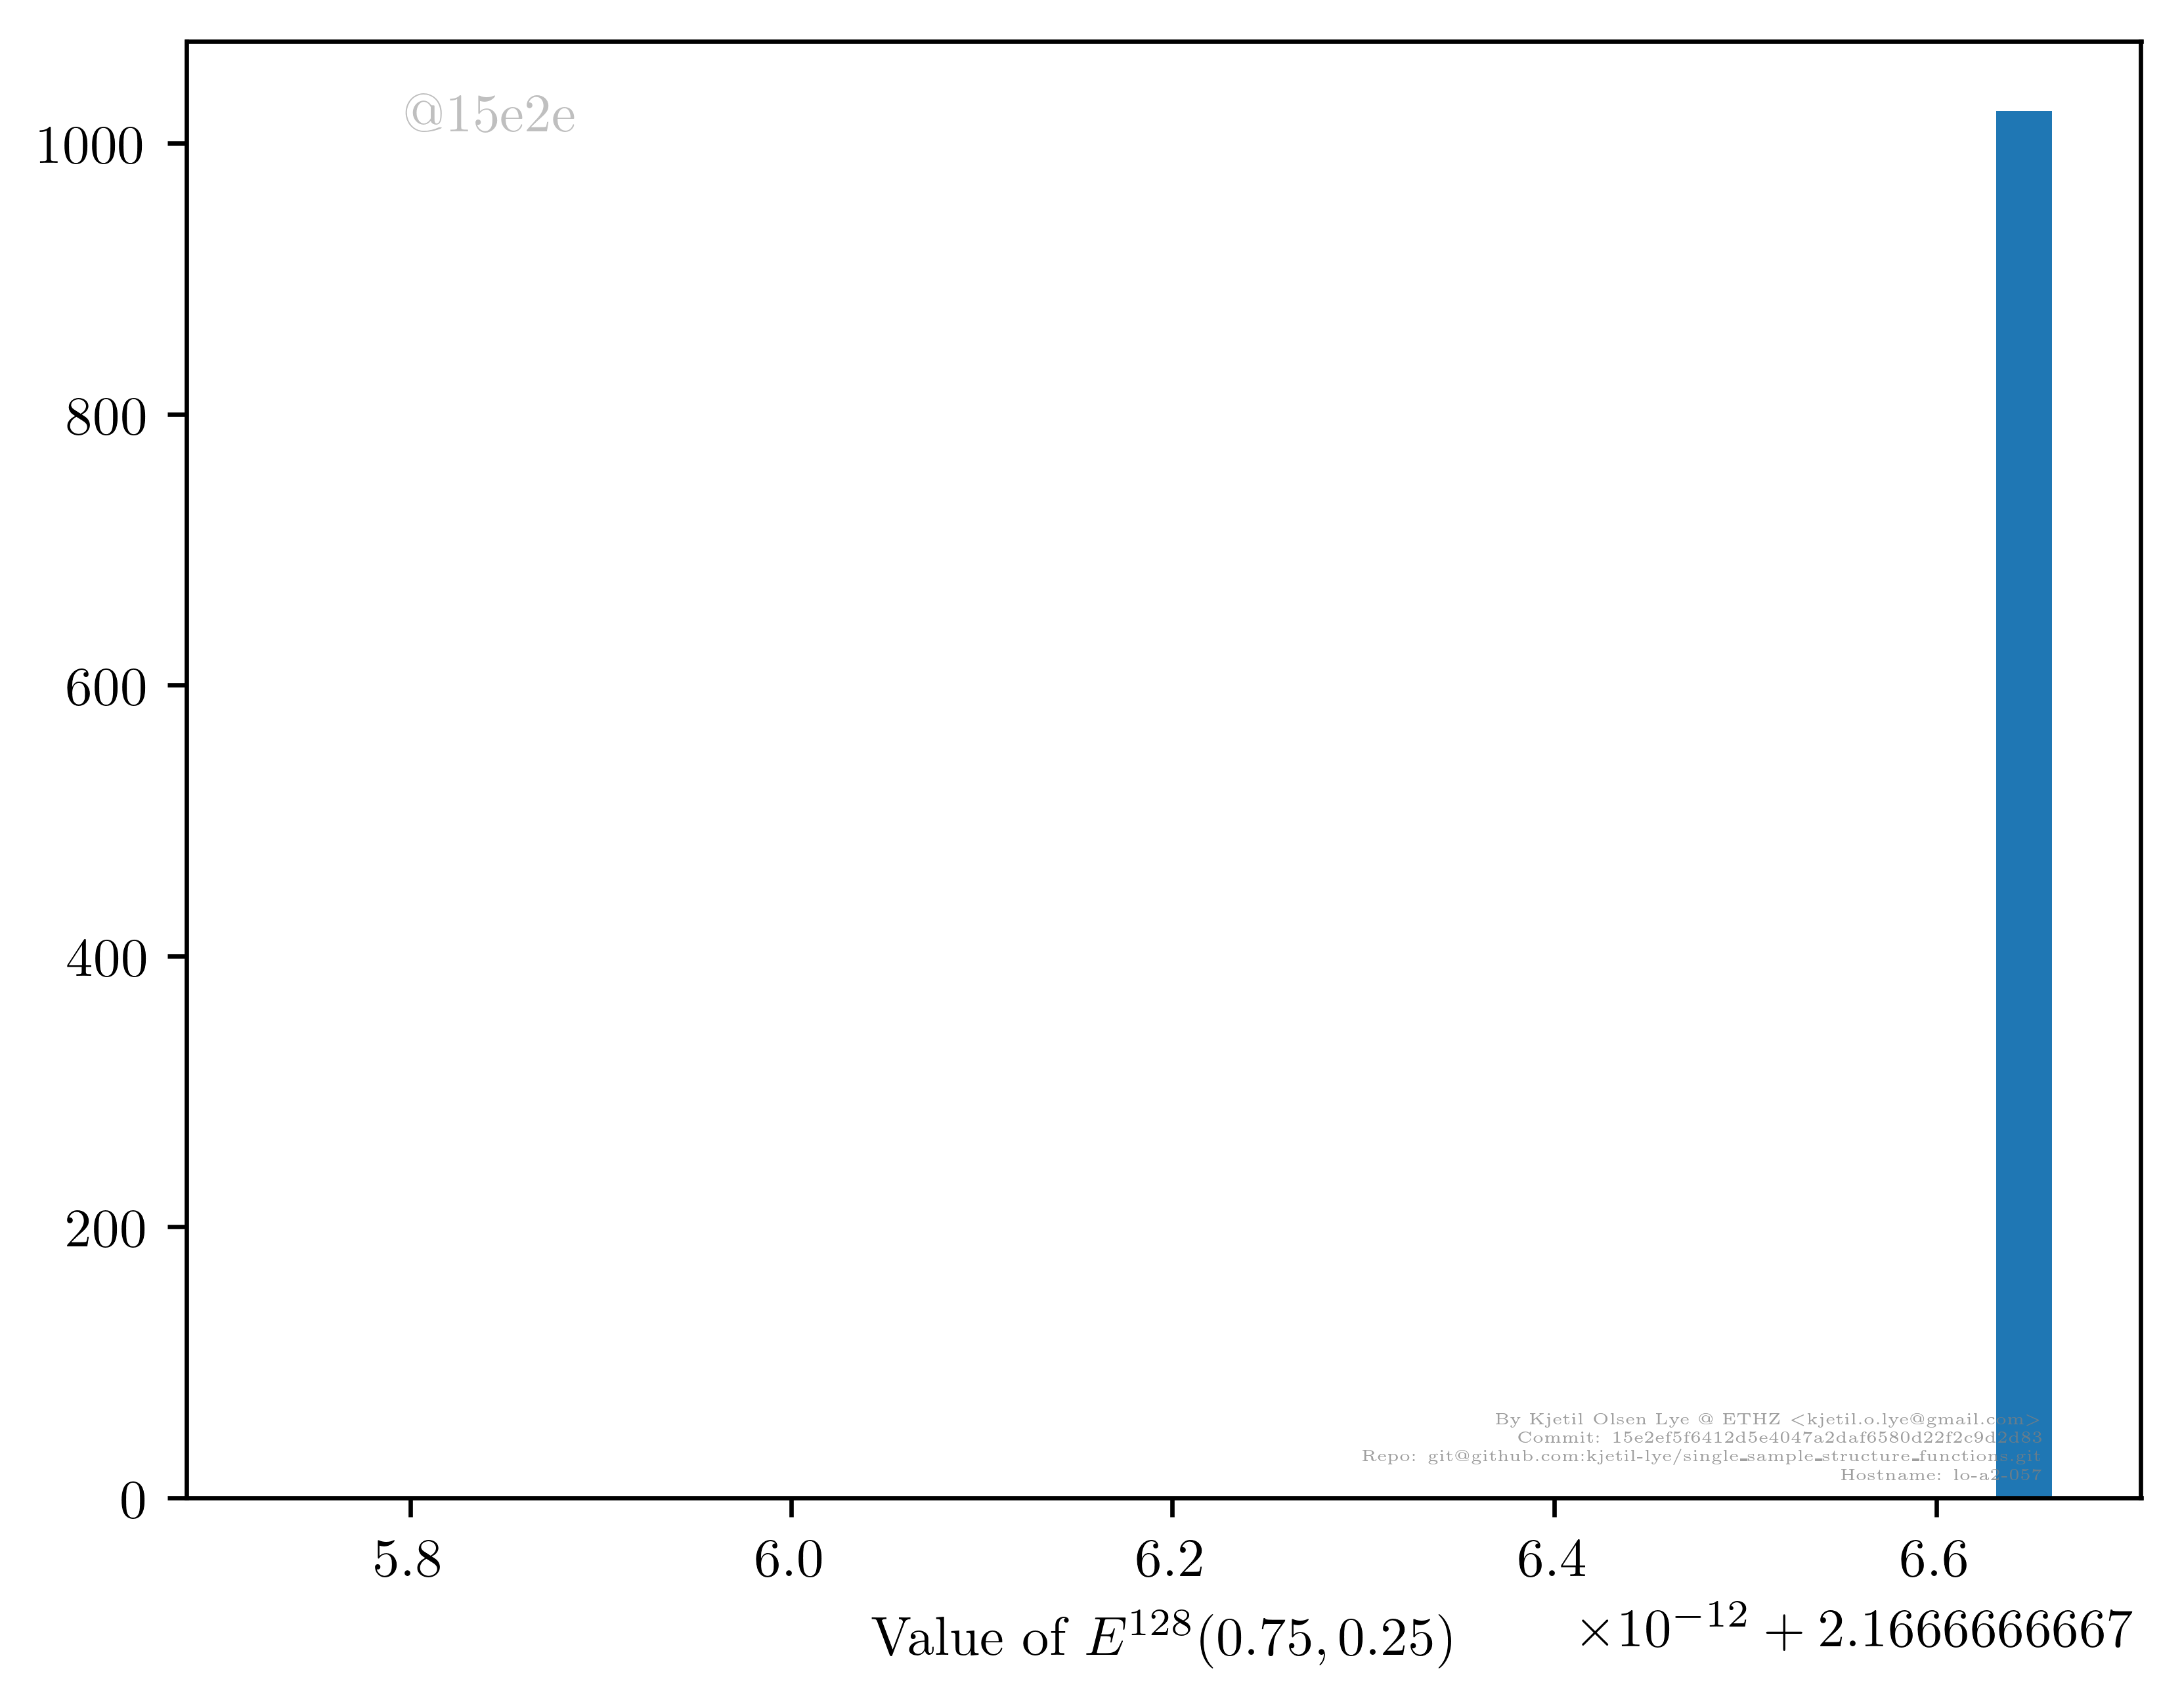 @15e2e
1000
800
600
400
200
0
By Kjetil Olsen Lye @ ETHZ <kjetil.o.lye@gmail.com>
Commit: 15e2ef5f6412d5e4047a2daf6580d22f2c9d2d83
Repo: git@github.com:kjetil-lye/single_sample_structure_functions.git
Hostname: lo-a2-057
5.8 6.0 6.2 6.4 6.6
Value of E^128(0.75, 0.25) ×10^−12 + 2.1666666667